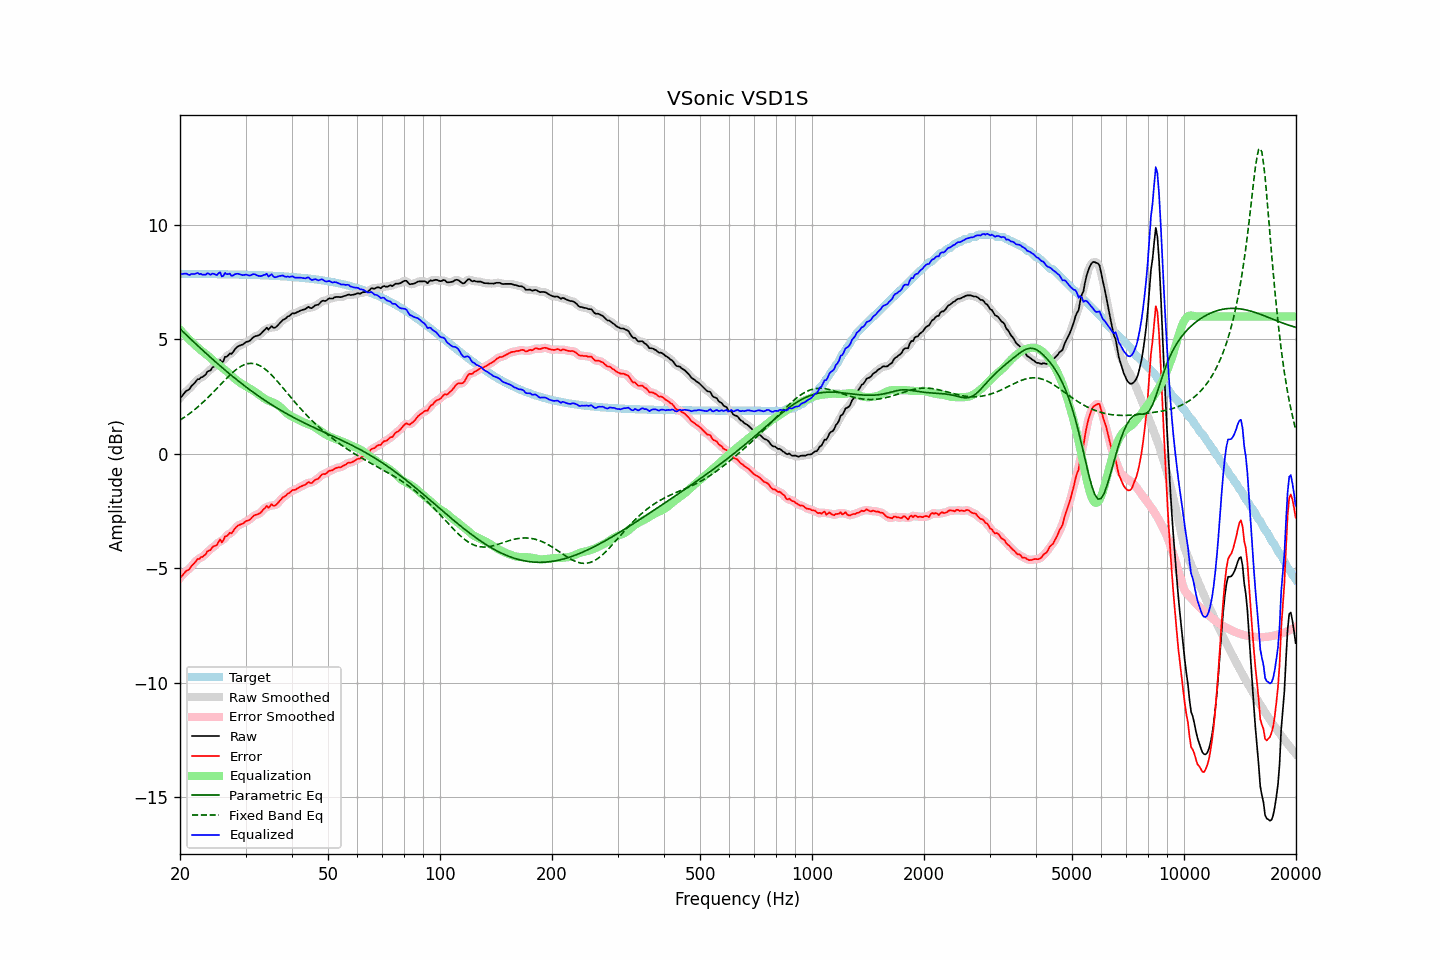 VSonic VSD1S
Amplitude (dBr)
10
5
0
−5
−10
−15
Target
Raw Smoothed
Error Smoothed
Raw
Error
Equalization
Parametric Eq
Fixed Band Eq
Equalized
20 50 100 200 500 1000 2000 5000 10000 20000
Frequency (Hz)